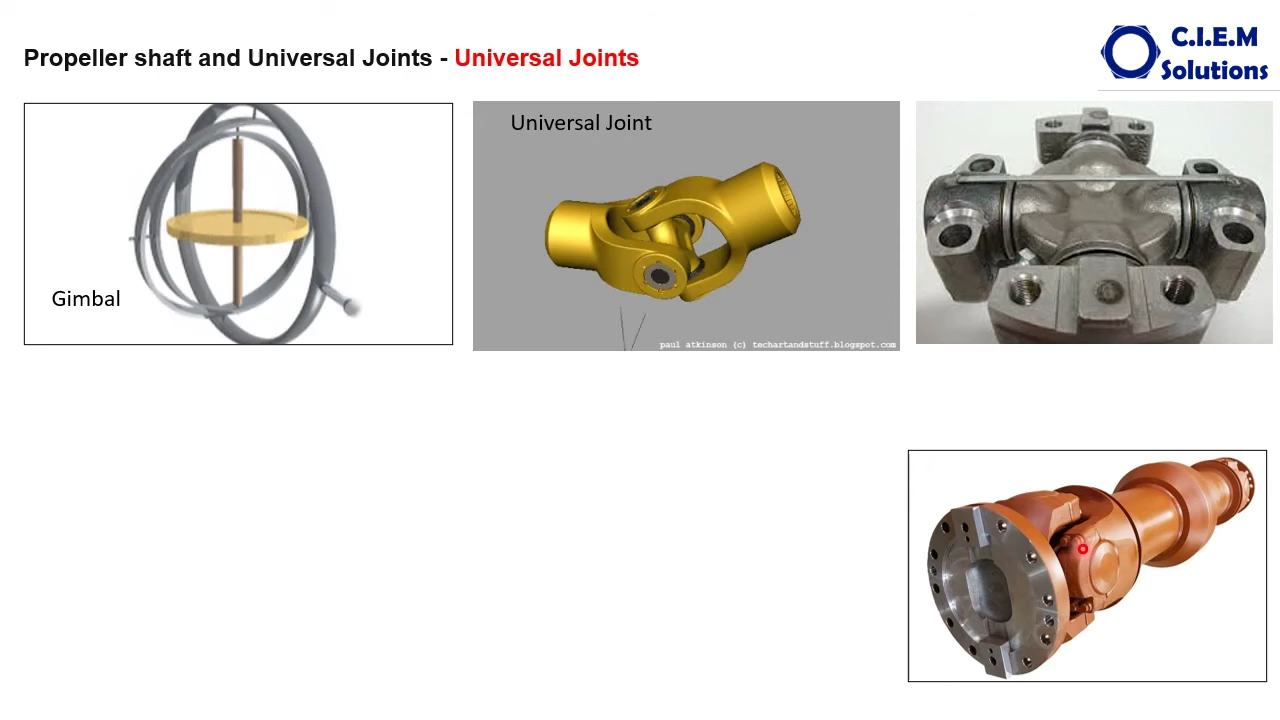 Propeller shaft and Universal Joints - Universal Joints
C.I.E.M
Solutions
Gimbal
Universal Joint
paul atkinson (c) techartandstuff.blogspot.com